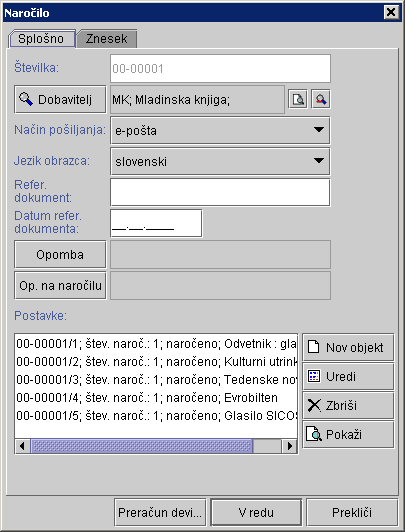 Naročilo
Splošno Znesek
Številka: 00-00001
Dobavitelj MK; Mladinska knjiga;
Način pošiljanja: e-pošta
Jezik obrazca: slovenski
Refer.
dokument:
Datum refer.
dokumenta: __.__.____
Opomba
Op. na naročilu
Postavke:
00-00001/1; štev. naroč.: 1; naročeno; Odvetnik : gla
00-00001/2; štev. naroč.: 1; naročeno; Kulturni utrink
00-00001/3; štev. naroč.: 1; naročeno; Tedenske nov
00-00001/4; štev. naroč.: 1; naročeno; Evrobilten
00-00001/5; štev. naroč.: 1; naročeno; Glasilo SICOS
Nov objekt
Uredi
Zbriši
Pokaži
Preračun devi... V redu Prekliči